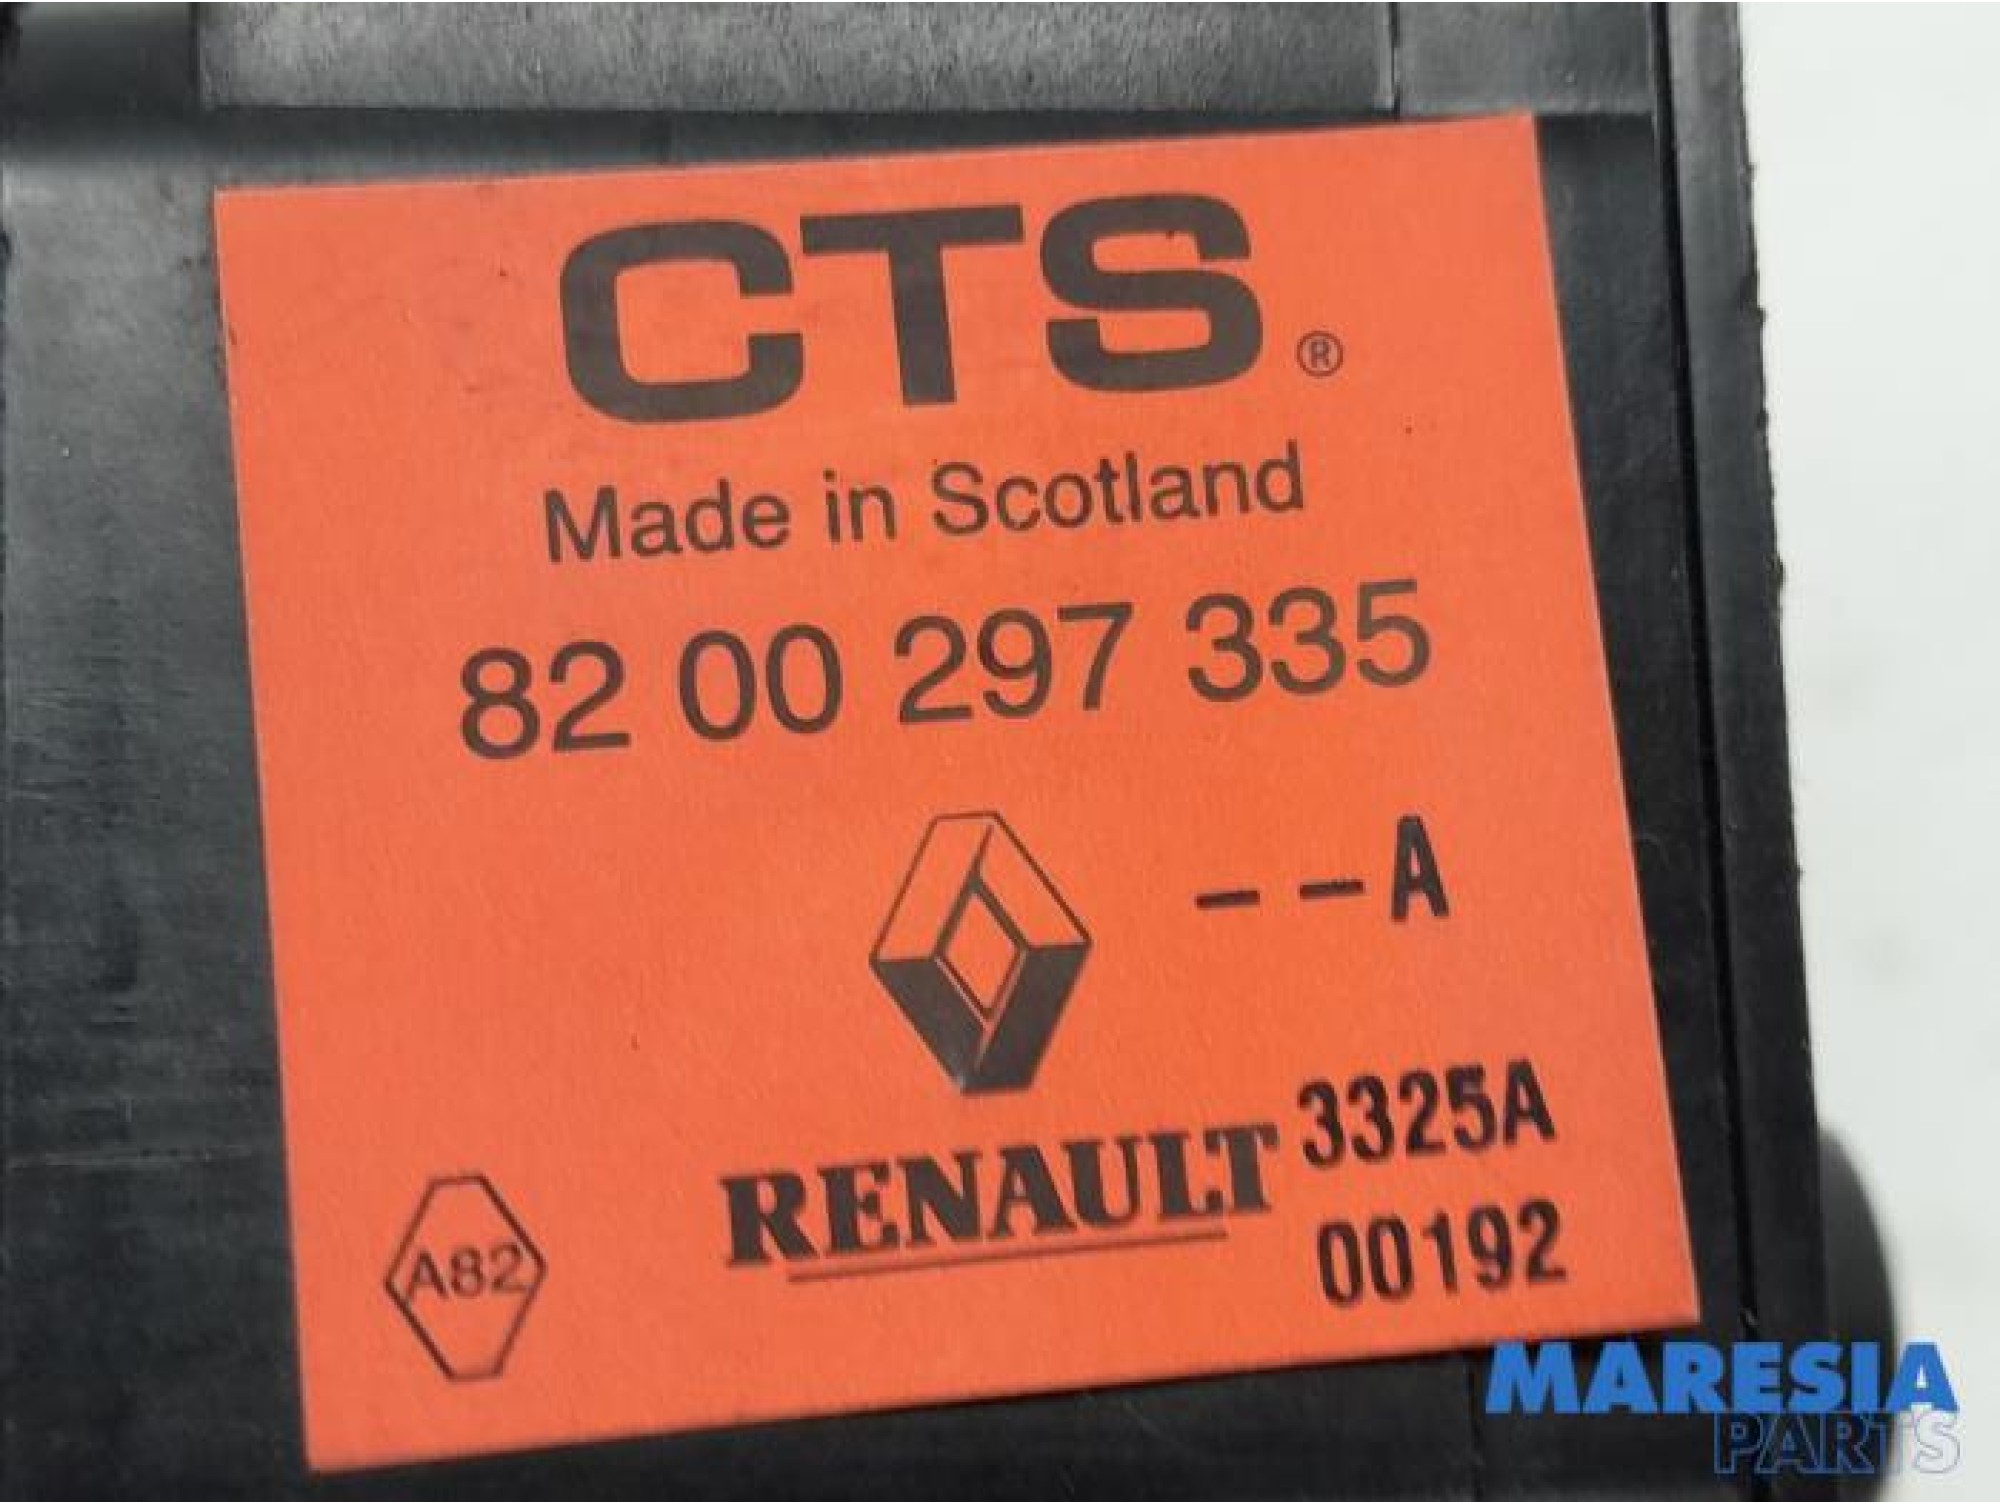 CTS®
Made in Scotland
82 00 297 335
--A
RENAULT 3325A
00192
A82
MARESIA
PARTS